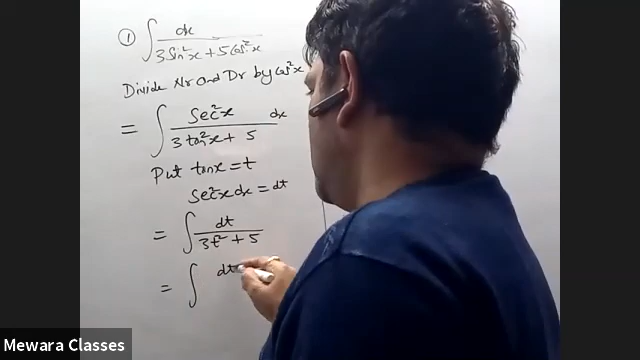 ① ∫ dx / 3 Sin²x + 5 Cos²x
Divide Nr and Dr by Cos²x
= ∫ Sec²x dx / 3 tan²x + 5
Put tanx = t
Sec²x dx = dt
= ∫ dt / 3t² + 5
= ∫ dt
Mewara Classes